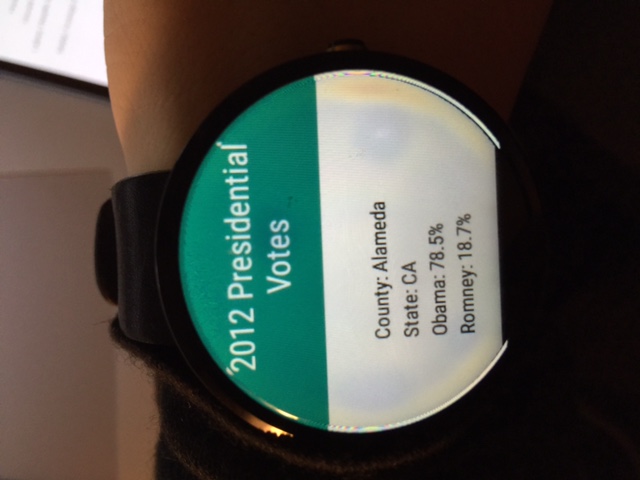 2012 Presidential
Votes
County: Alameda
State: CA
Obama: 78.5%
Romney: 18.7%